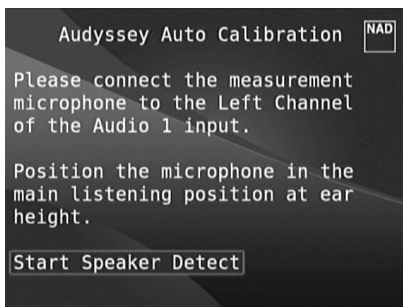 Audyssey Auto Calibration
NAD
Please connect the measurement
microphone to the Left Channel
of the Audio 1 input.
Position the microphone in the
main listening position at ear
height.
Start Speaker Detect